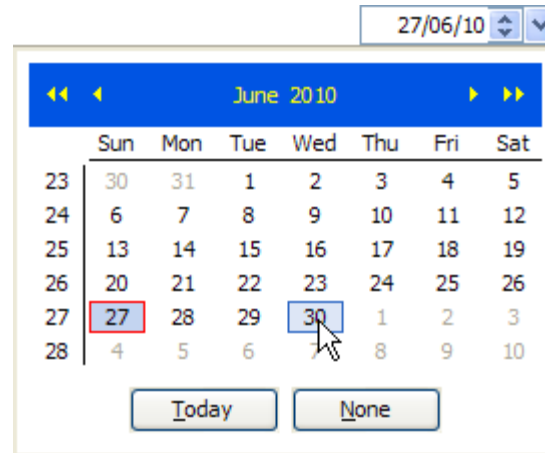 27/06/10
June 2010
Sun Mon Tue Wed Thu Fri Sat
23 30 31 1 2 3 4 5
24 6 7 8 9 10 11 12
25 13 14 15 16 17 18 19
26 20 21 22 23 24 25 26
27 27 28 29 30 1 2 3
28 4 5 6 7 8 9 10
Today None